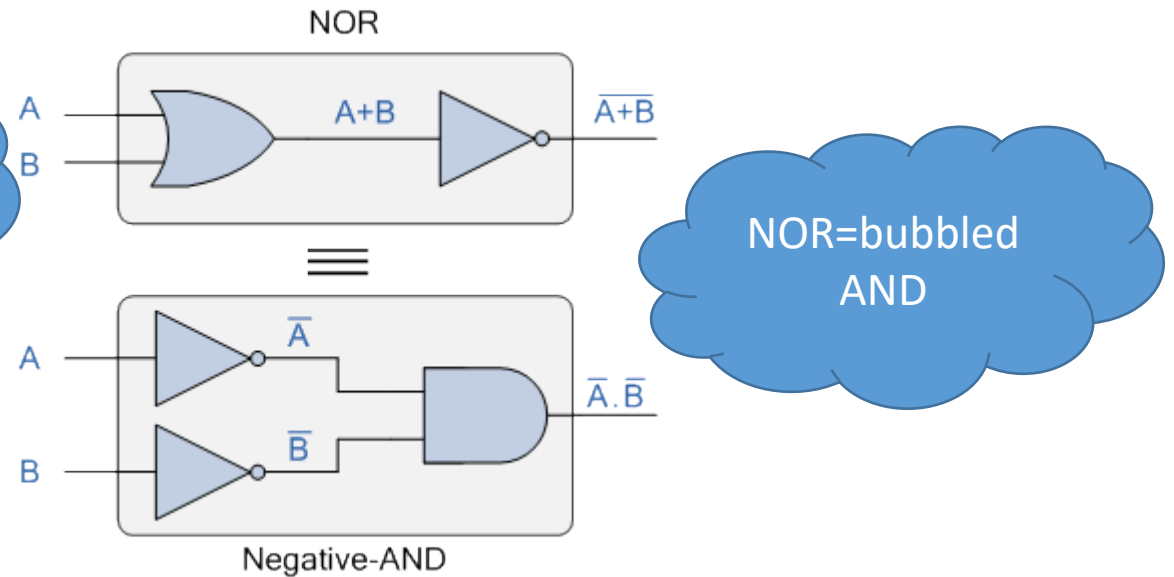 NOR
A
A+B
A̅+̅B̅
B
NOR=bubbled
AND
A
A̅
A̅.B̅
B̅
B
Negative-AND